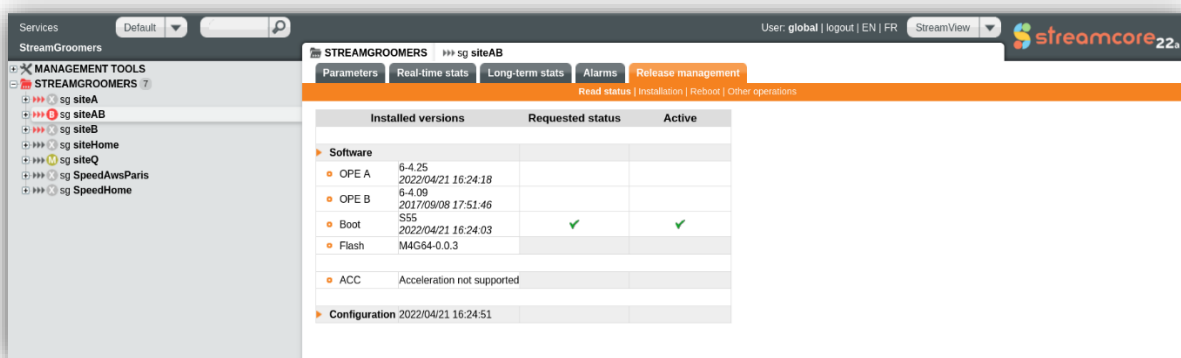 Services Default User: global | logout | EN | FR StreamView streamcore22a
StreamGroomers
MANAGEMENT TOOLS
STREAMGROOMERS 7
sg siteA
B sg siteAB
sg siteB
sg siteHome
M sg siteQ
sg SpeedAwsParis
sg SpeedHome
STREAMGROOMERS sg siteAB
Parameters Real-time stats Long-term stats Alarms Release management
Read status | Installation | Reboot | Other operations
Installed versions Requested status Active
Software
OPE A 6-4.25
2022/04/21 16:24:18
OPE B 6-4.09
2017/09/08 17:51:46
Boot S55
2022/04/21 16:24:03
Flash M4G64-0.0.3
ACC Acceleration not supported
Configuration 2022/04/21 16:24:51